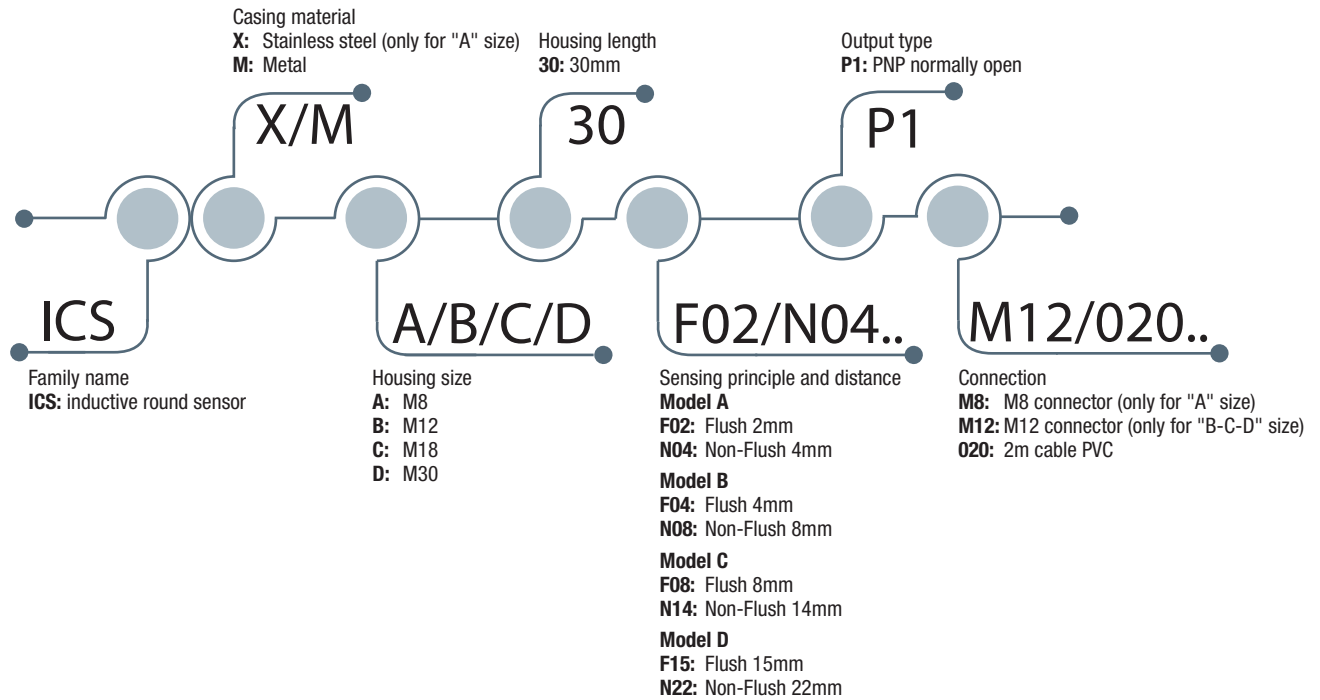 Casing material
X: Stainless steel (only for "A" size)
M: Metal
Housing length
30: 30mm
Output type
P1: PNP normally open
X/M
30
P1
ICS
A/B/C/D
F02/N04..
M12/020..
Family name
ICS: inductive round sensor
Housing size
A: M8
B: M12
C: M18
D: M30
Sensing principle and distance
Model A
F02: Flush 2mm
N04: Non-Flush 4mm
Model B
F04: Flush 4mm
N08: Non-Flush 8mm
Model C
F08: Flush 8mm
N14: Non-Flush 14mm
Model D
F15: Flush 15mm
N22: Non-Flush 22mm
Connection
M8: M8 connector (only for "A" size)
M12: M12 connector (only for "B-C-D" size)
020: 2m cable PVC